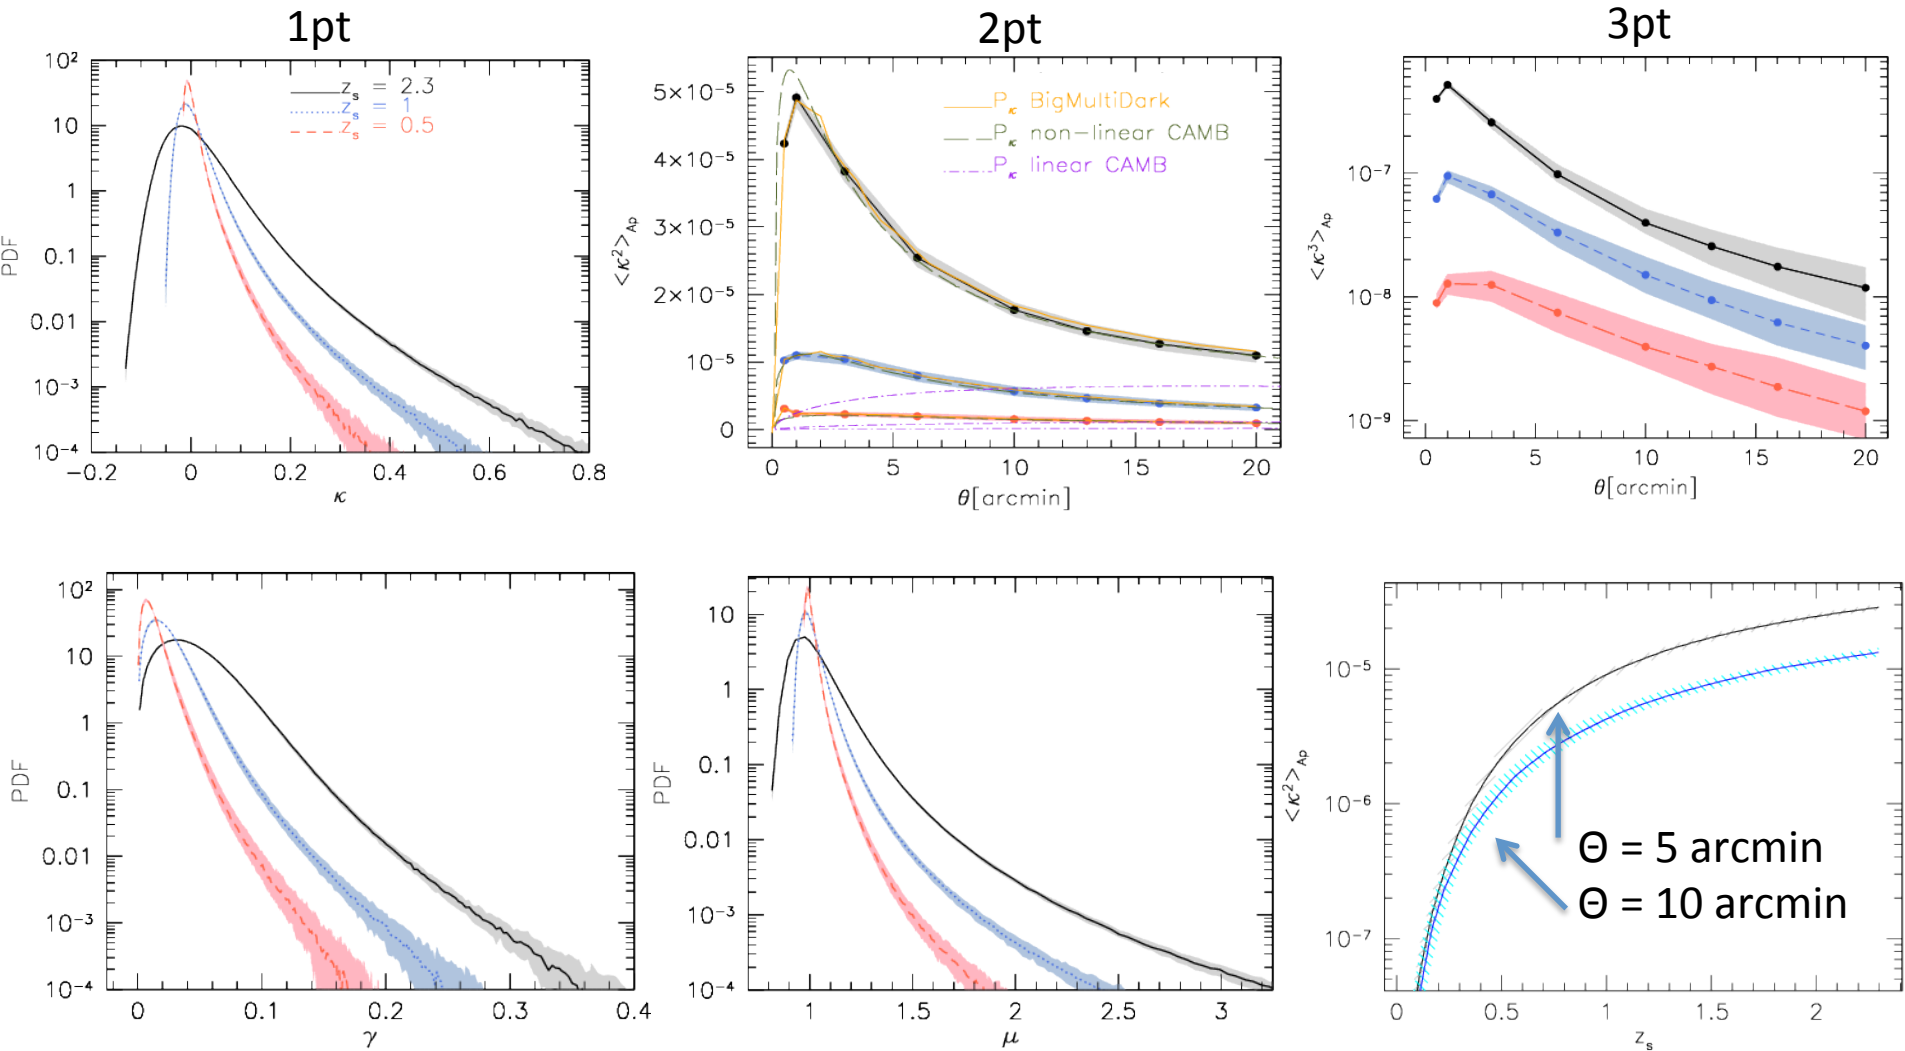 1pt
2pt
3pt
10²
10
1
0.1
0.01
10⁻³
10⁻⁴
PDF
−0.2
0
0.2
0.4
0.6
0.8
κ
z_s = 2.3
z_s = 1
z_s = 0.5
5×10⁻⁵
4×10⁻⁵
3×10⁻⁵
2×10⁻⁵
10⁻⁵
0
<κ²>_Ap
0
5
10
15
20
θ[arcmin]
P_κ BigMultiDark
P_κ non−linear CAMB
P_κ linear CAMB
10⁻⁷
10⁻⁸
10⁻⁹
<κ³>_Ap
0
5
10
15
20
θ[arcmin]
10²
10
1
0.1
0.01
10⁻³
10⁻⁴
PDF
0
0.1
0.2
0.3
0.4
γ
10
1
0.1
0.01
10⁻³
10⁻⁴
PDF
1
1.5
2
2.5
3
μ
10⁻⁵
10⁻⁶
10⁻⁷
<κ²>_Ap
Θ = 5 arcmin
Θ = 10 arcmin
0
0.5
1
1.5
2
z_s